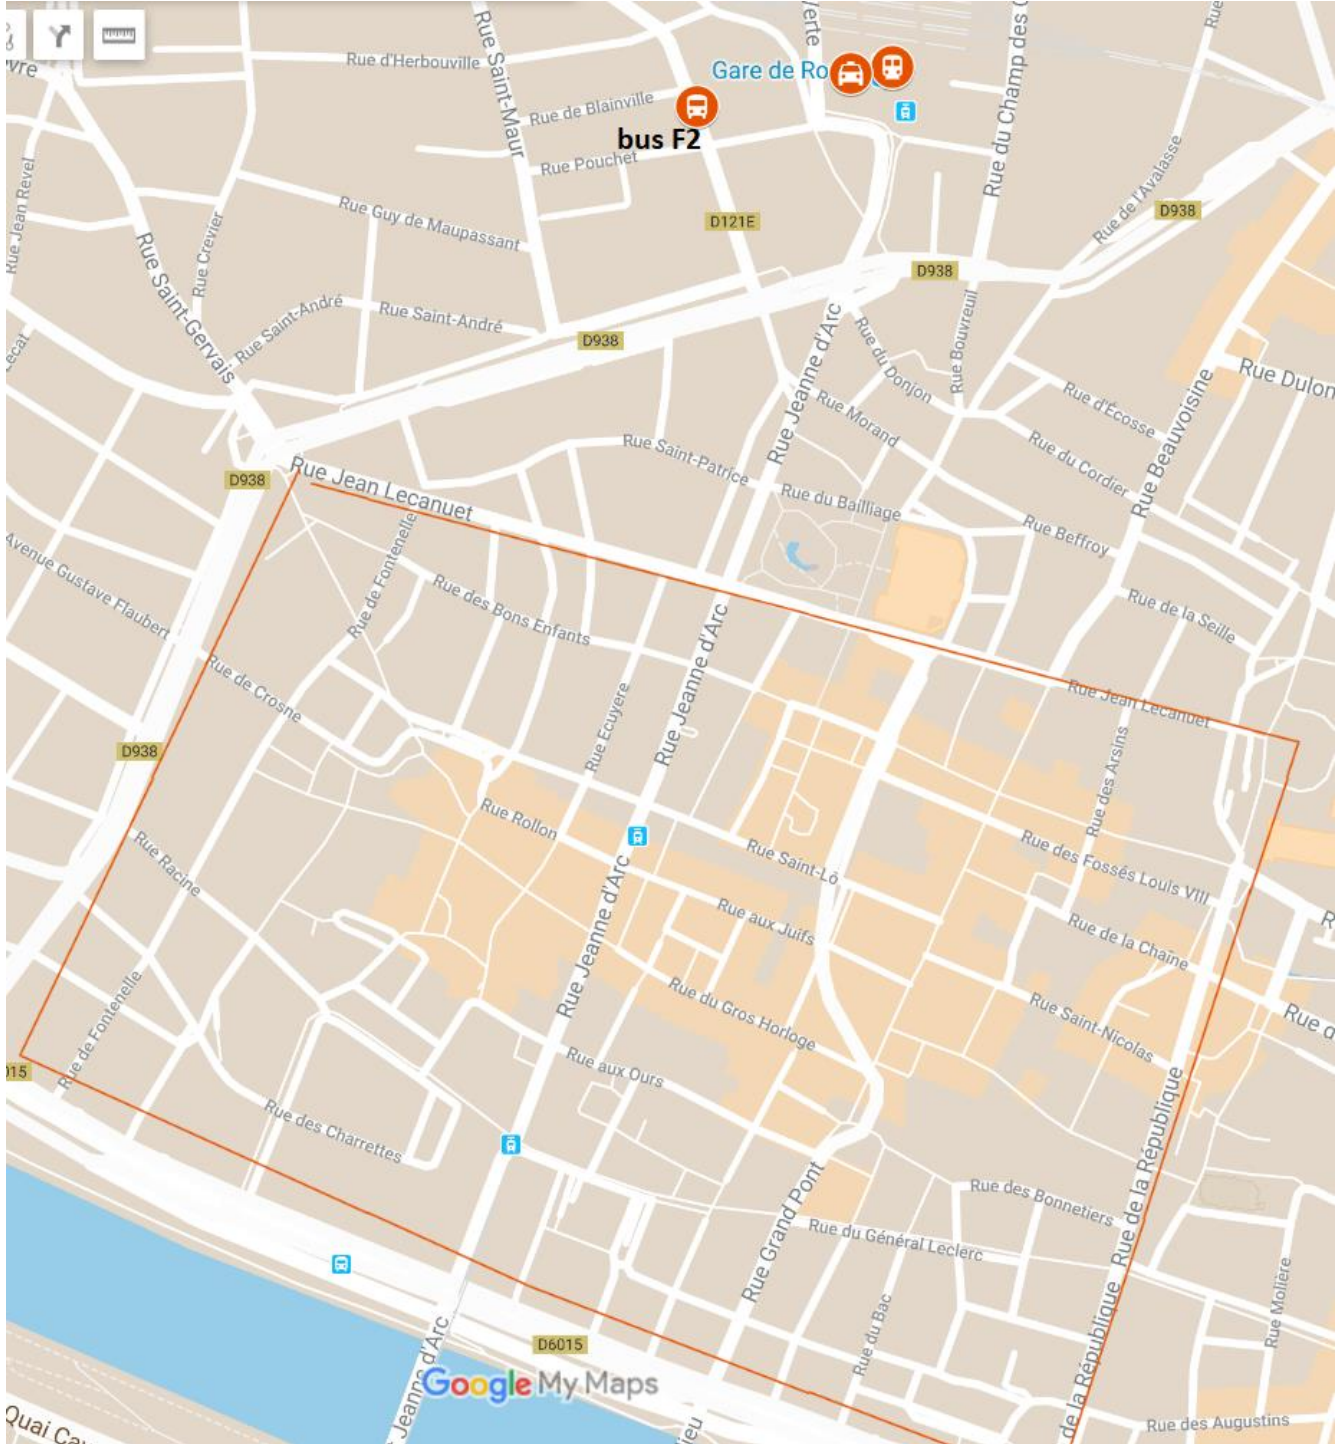 Rue
Verte
Rue Saint-Maur
Rue d'Herbouville
Gare de Ro
Rue du Champ des
Rue de Blainville
bus F2
Rue Pouchet
Rue Jean Revel
Rue Crevier
Rue Guy de Maupassant
D121E
D938
Rue de l'Avalasse
Rue Saint-Gervais
D938
Rue Saint-André
Rue Saint-André
D938
Rue Jeanne d'Arc
Rue du Donjon
Rue Bouvreuil
Rue Dulon
Rue d'Écosse
Rue Beauvoisine
Rue Morand
Rue Saint-Patrice
Rue du Cordier
D938
Rue Jean Lecanuet
Rue du Bailliage
Rue Beffroy
Avenue Gustave Flaubert
Rue de Fontenelle
Rue des Bons Enfants
Rue de la Seille
Rue de Crosne
Rue Jeanne d'Arc
Rue Ecuyere
Rue Jean Lecanuet
D938
Rue des Arsins
Rue Rollon
Rue Racine
Rue Saint-Lô
Rue des Fossés Louis VIII
Rue Jeanne d'Arc
Rue aux Juifs
Rue de la Chaîne
Rue du Gros Horloge
Rue Saint-Nicolas
Rue d
Rue de Fontenelle
Rue aux Ours
015
Rue des Charrettes
Rue de la République
Rue des Bonnetiers
Rue Grand Pont
Rue du Général Leclerc
Rue Molière
Rue du Bac
D6015
Jeanne d'Arc
Google My Maps
de la République
Quai Ca
ieu
Rue des Augustins